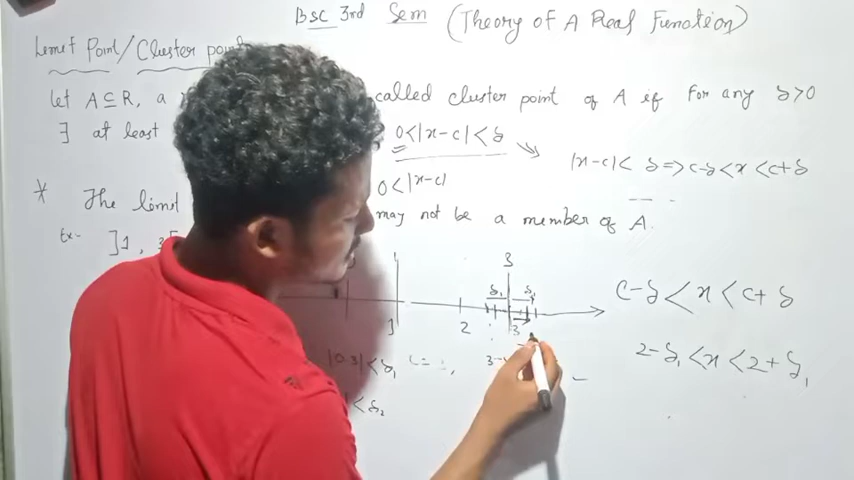 BSC 3rd Sem (Theory of A Real Function)
Lemet Point/Cluster point
let A⊆R, a called cluster point of A if For any δ>0
∃ at least 0<|x-c|<δ
|x-c|< δ => c-δ<x<c+δ
0<|x-c|
* The limit may not be a member of A.
Ex- ]1, 3[
3
δ1 δ1
1 2 3
c-δ<x<c+δ
|0.3|<δ1
2-δ1<x<2+δ1
<δ2